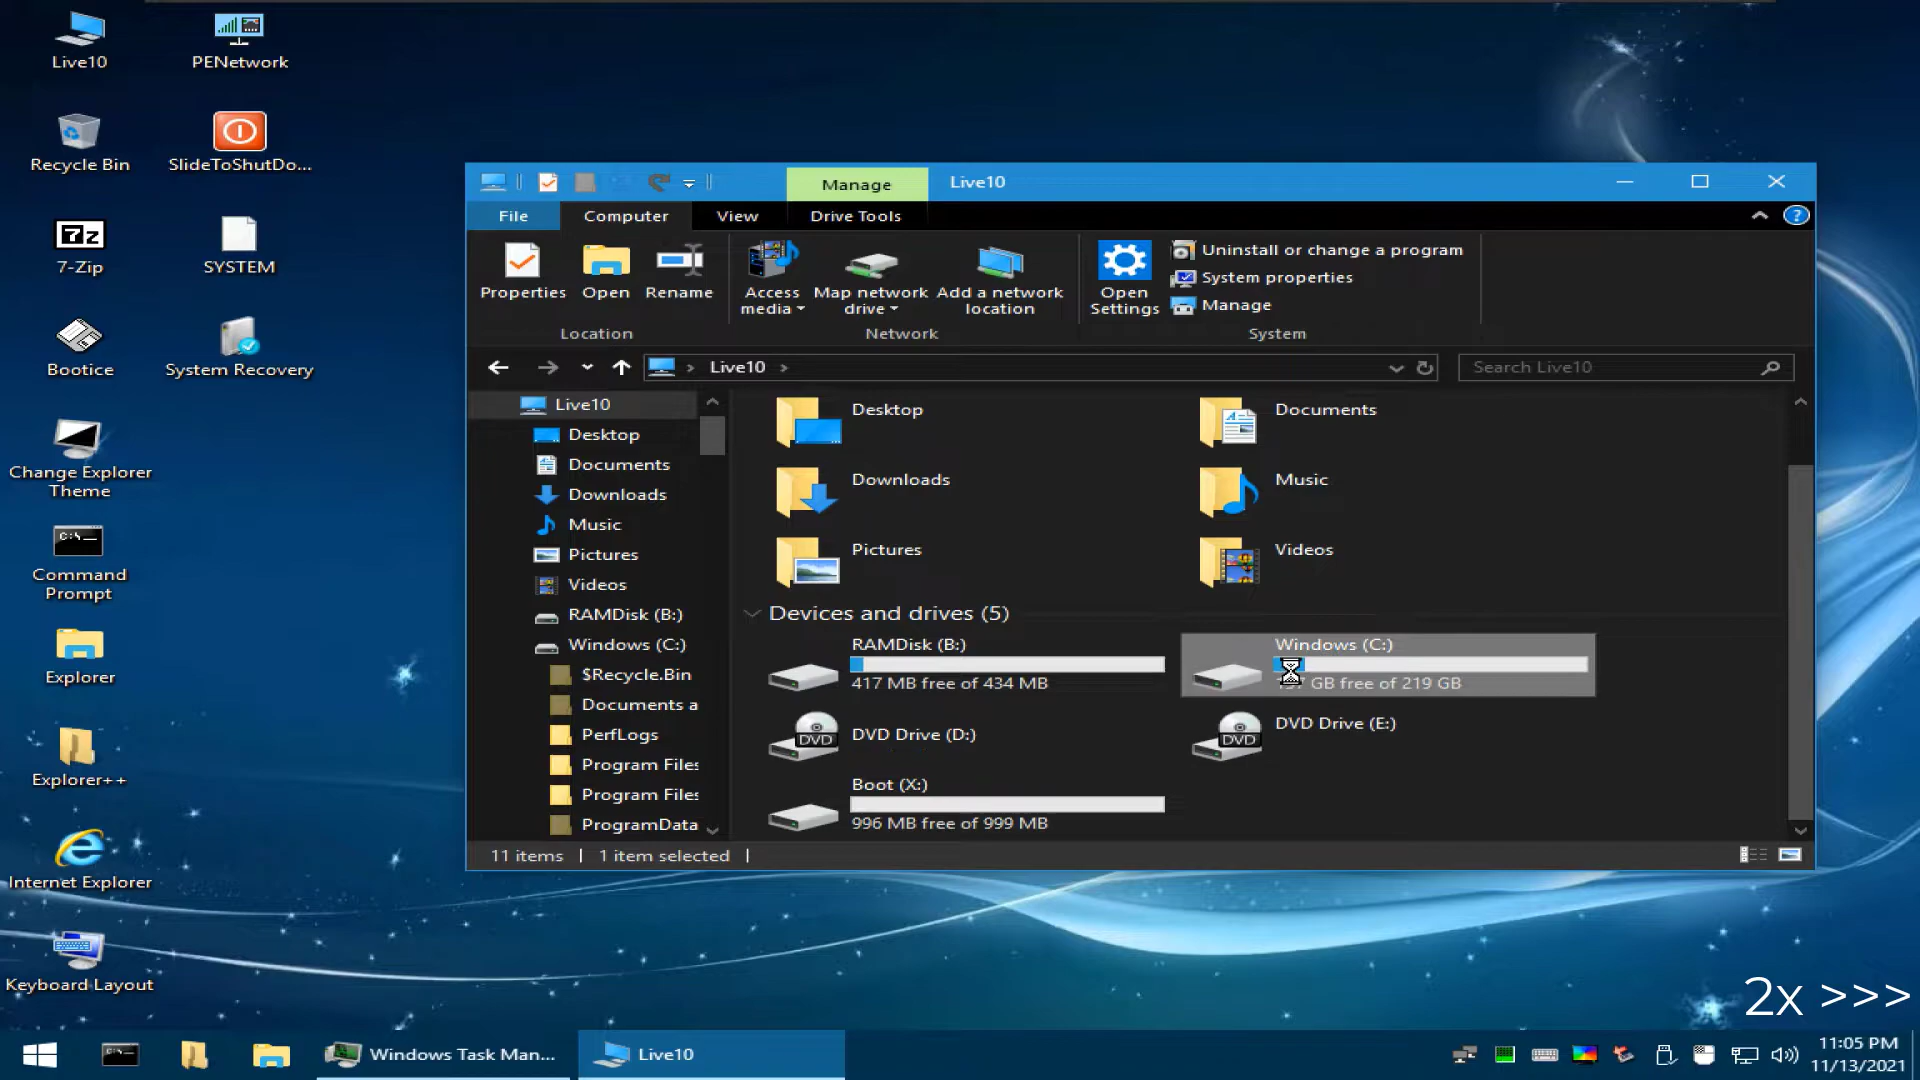 Live10
PENetwork
Recycle Bin
SlideToShutDo...
7-Zip
SYSTEM
Bootice
System Recovery
Change Explorer
Theme
Command
Prompt
Explorer
Explorer++
Internet Explorer
Keyboard Layout
Manage
Live10
File
Computer
View
Drive Tools
Properties
Open
Rename
Location
Access
media
Map network
drive
Add a network
location
Network
Open
Settings
Uninstall or change a program
System properties
Manage
System
Live10
Search Live10
Live10
Desktop
Documents
Downloads
Music
Pictures
Videos
RAMDisk (B:)
Windows (C:)
$Recycle.Bin
Documents a
PerfLogs
Program Files
Program Files
ProgramData
Desktop
Documents
Downloads
Music
Pictures
Videos
Devices and drives (5)
RAMDisk (B:)
417 MB free of 434 MB
Windows (C:)
GB free of 219 GB
DVD
DVD Drive (D:)
DVD
DVD Drive (E:)
Boot (X:)
996 MB free of 999 MB
11 items
1 item selected
2x >>>
Windows Task Man...
Live10
11:05 PM
11/13/2021